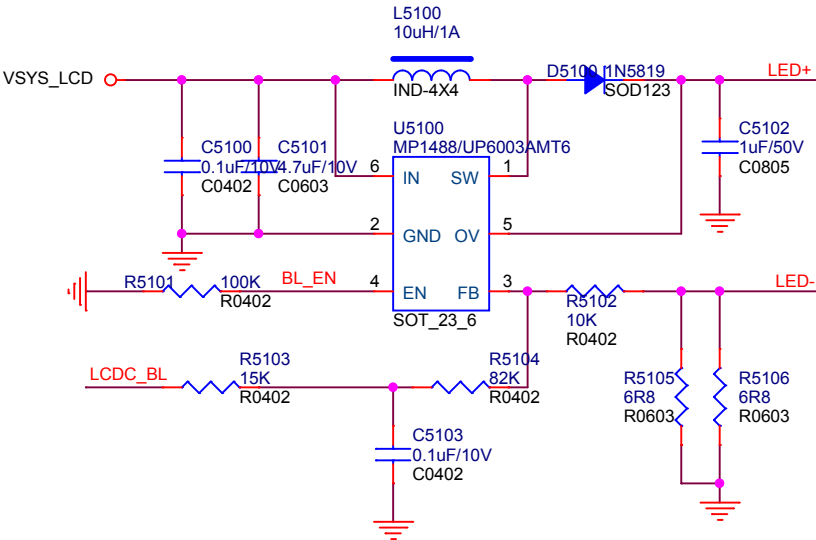 L5100
10uH/1A
VSYS_LCD
IND-4X4
D5100
1N5819
SOD123
LED+
C5100
0.1uF/10V
C0402
C5101
4.7uF/10V
C0603
U5100
MP1488/UP6003AMT6
C5102
1uF/50V
C0805
6
IN
SW
1
2
GND
OV
5
R5101
100K
R0402
BL_EN
4
EN
FB
3
SOT_23_6
R5102
10K
R0402
LED-
LCDC_BL
R5103
15K
R0402
R5104
82K
R0402
R5105
6R8
R0603
R5106
6R8
R0603
C5103
0.1uF/10V
C0402